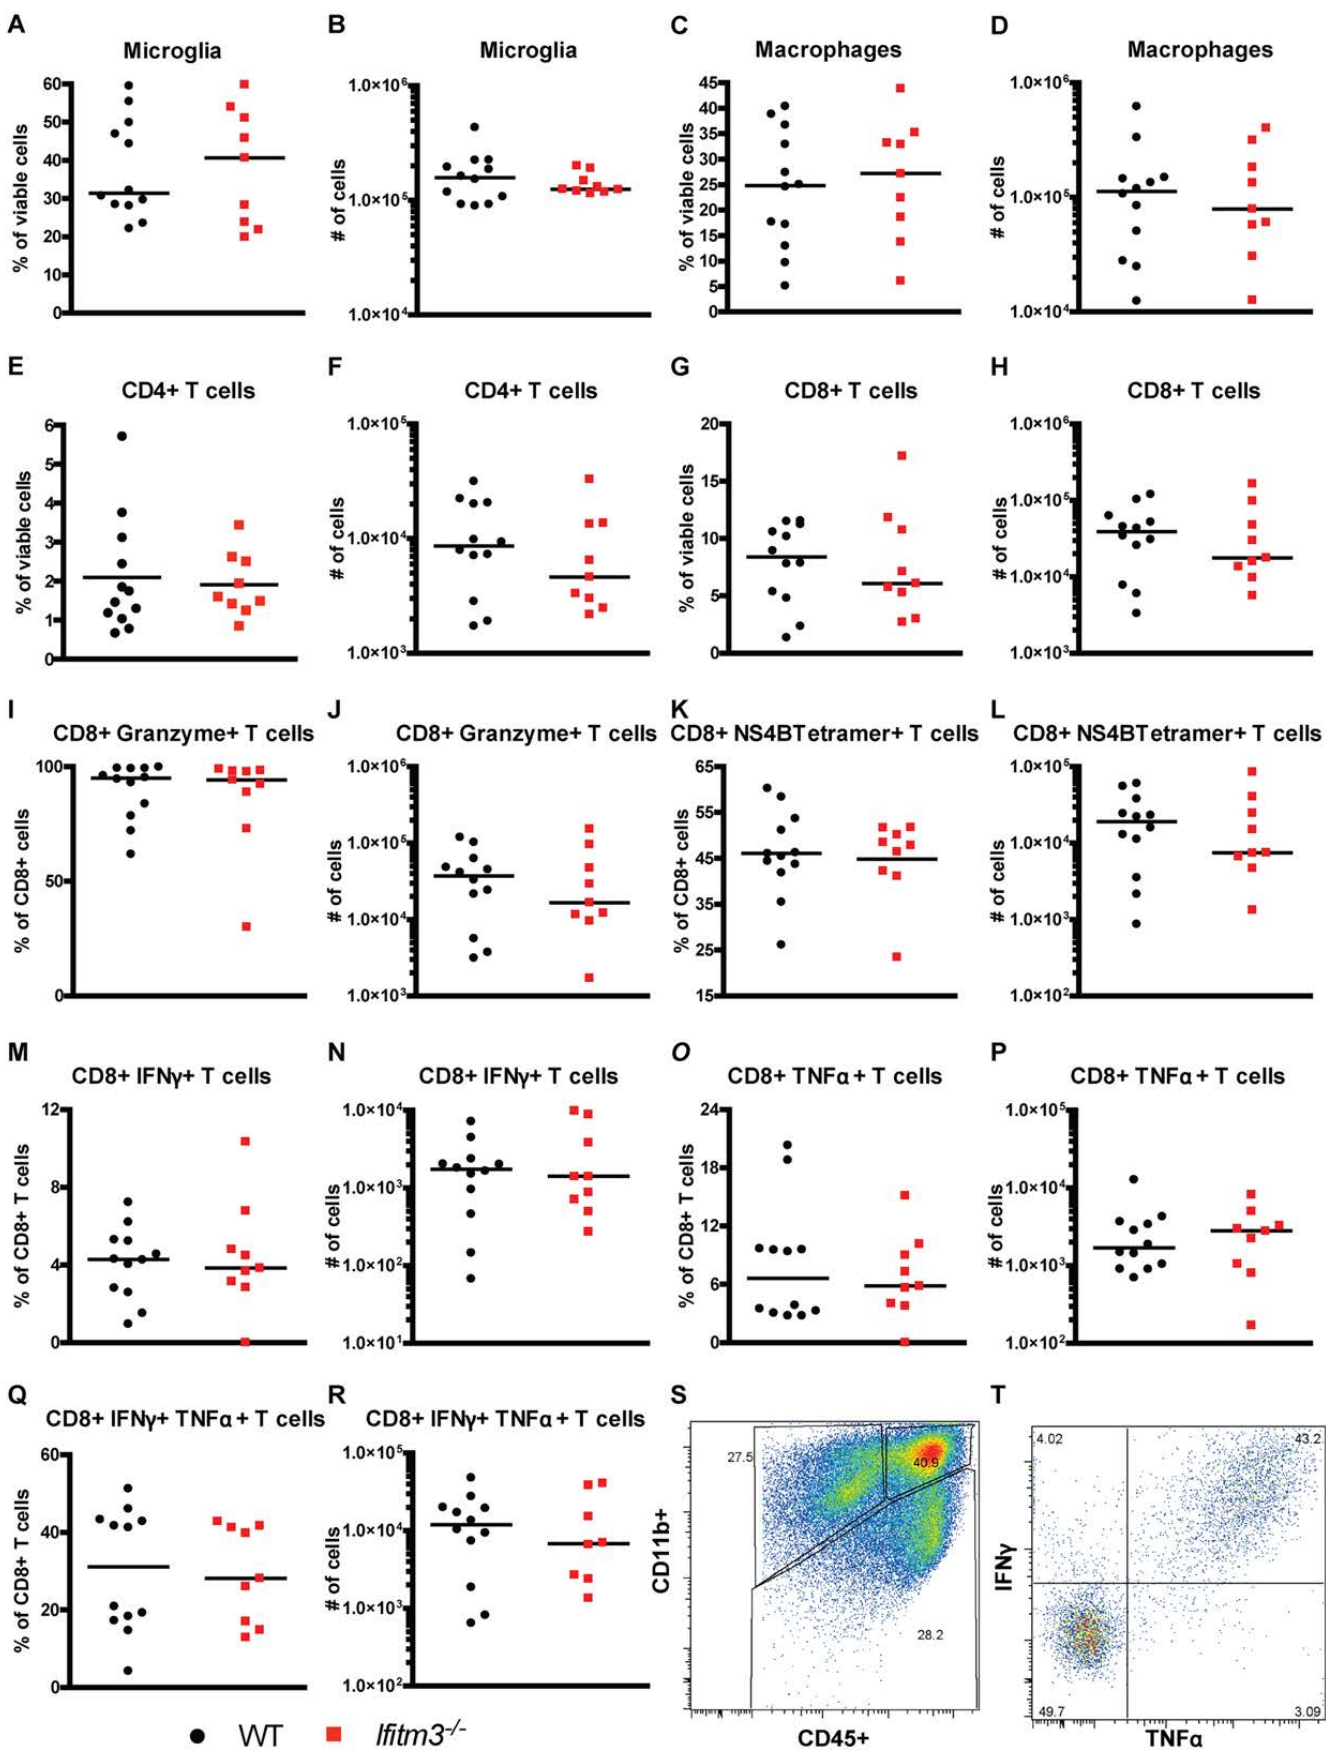 A
Microglia
% of viable cells
60
50
40
30
20
10
0
B
Microglia
# of cells
1.0×10⁶
1.0×10⁵
1.0×10⁴
C
Macrophages
% of viable cells
45
40
35
30
25
20
15
10
5
0
D
Macrophages
# of cells
1.0×10⁶
1.0×10⁵
1.0×10⁴
E
CD4+ T cells
% of viable cells
6
5
4
3
2
1
0
F
CD4+ T cells
# of cells
1.0×10⁵
1.0×10⁴
1.0×10³
G
CD8+ T cells
% of viable cells
20
15
10
5
0
H
CD8+ T cells
# of cells
1.0×10⁶
1.0×10⁵
1.0×10⁴
1.0×10³
I
CD8+ Granzyme+ T cells
% of CD8+ cells
100
50
0
J
CD8+ Granzyme+ T cells
# of cells
1.0×10⁶
1.0×10⁵
1.0×10⁴
1.0×10³
K
CD8+ NS4BTetramer+ T cells
% of CD8+ cells
65
55
45
35
25
15
L
CD8+ NS4BTetramer+ T cells
# of cells
1.0×10⁵
1.0×10⁴
1.0×10³
1.0×10²
M
CD8+ IFNγ+ T cells
% of CD8+ T cells
12
8
4
0
N
CD8+ IFNγ+ T cells
# of cells
1.0×10⁴
1.0×10³
1.0×10²
1.0×10¹
O
CD8+ TNFα+ T cells
% of CD8+ T cells
24
18
12
6
0
P
CD8+ TNFα+ T cells
# of cells
1.0×10⁵
1.0×10⁴
1.0×10³
1.0×10²
Q
CD8+ IFNγ+ TNFα+ T cells
% of CD8+ T cells
60
40
20
0
R
CD8+ IFNγ+ TNFα+ T cells
# of cells
1.0×10⁵
1.0×10⁴
1.0×10³
1.0×10²
S
CD11b+
27.5
40.9
28.2
CD45+
T
IFNγ
4.02
43.2
49.7
3.09
TNFα
WT
Ifitm3⁻/⁻